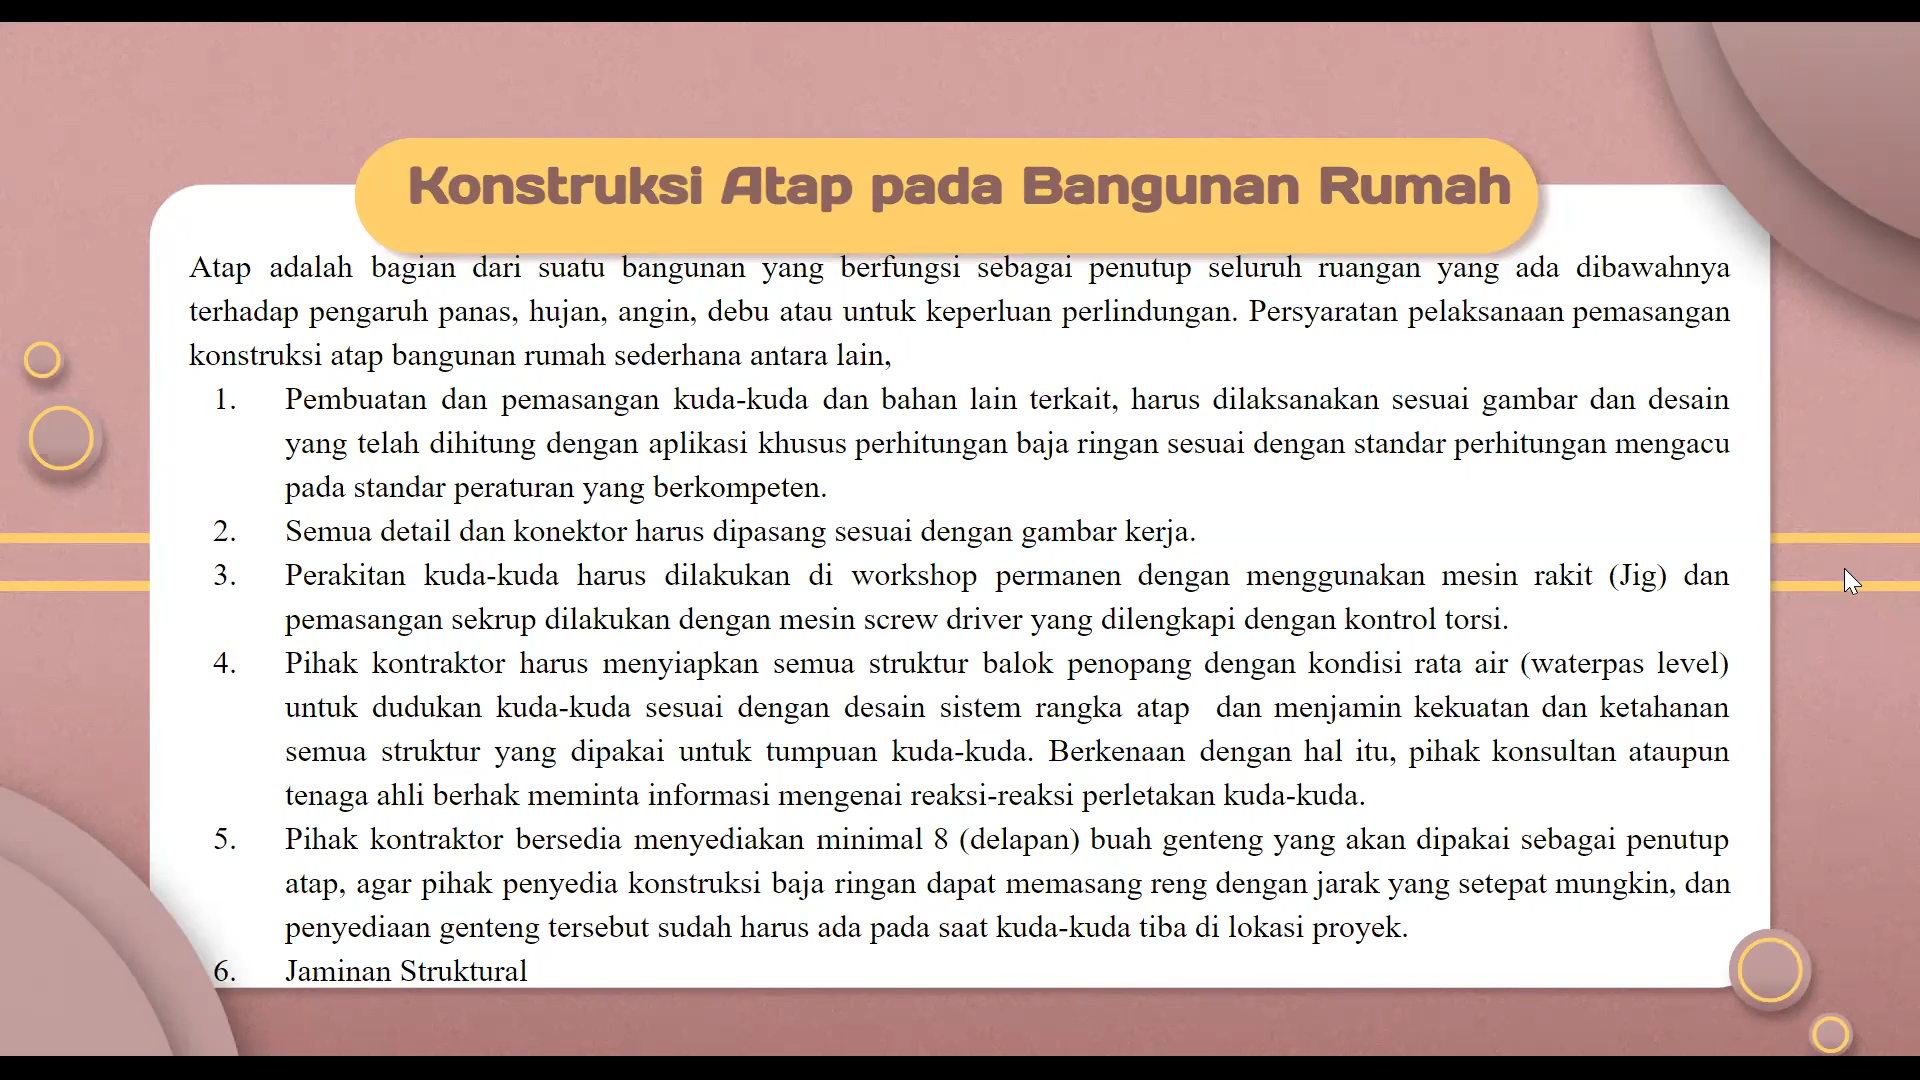 Konstruksi Atap pada Bangunan Rumah
Atap adalah bagian dari suatu bangunan yang berfungsi sebagai penutup seluruh ruangan yang ada dibawahnya
terhadap pengaruh panas, hujan, angin, debu atau untuk keperluan perlindungan. Persyaratan pelaksanaan pemasangan
konstruksi atap bangunan rumah sederhana antara lain,
1. Pembuatan dan pemasangan kuda-kuda dan bahan lain terkait, harus dilaksanakan sesuai gambar dan desain
yang telah dihitung dengan aplikasi khusus perhitungan baja ringan sesuai dengan standar perhitungan mengacu
pada standar peraturan yang berkompeten.
2. Semua detail dan konektor harus dipasang sesuai dengan gambar kerja.
3. Perakitan kuda-kuda harus dilakukan di workshop permanen dengan menggunakan mesin rakit (Jig) dan
pemasangan sekrup dilakukan dengan mesin screw driver yang dilengkapi dengan kontrol torsi.
4. Pihak kontraktor harus menyiapkan semua struktur balok penopang dengan kondisi rata air (waterpas level)
untuk dudukan kuda-kuda sesuai dengan desain sistem rangka atap dan menjamin kekuatan dan ketahanan
semua struktur yang dipakai untuk tumpuan kuda-kuda. Berkenaan dengan hal itu, pihak konsultan ataupun
tenaga ahli berhak meminta informasi mengenai reaksi-reaksi perletakan kuda-kuda.
5. Pihak kontraktor bersedia menyediakan minimal 8 (delapan) buah genteng yang akan dipakai sebagai penutup
atap, agar pihak penyedia konstruksi baja ringan dapat memasang reng dengan jarak yang setepat mungkin, dan
penyediaan genteng tersebut sudah harus ada pada saat kuda-kuda tiba di lokasi proyek.
6. Jaminan Struktural